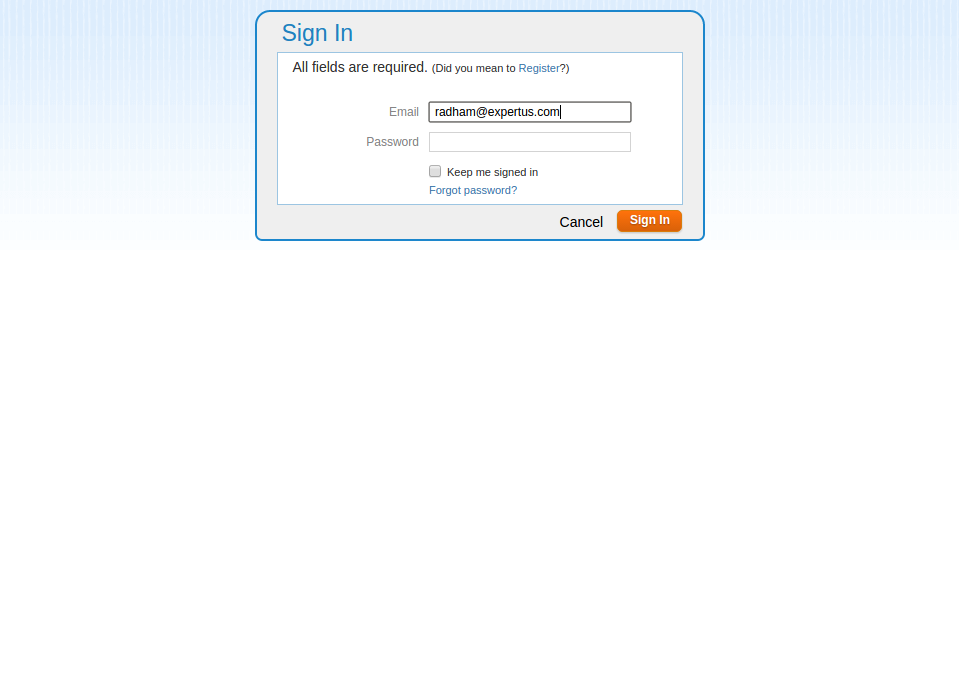 Sign In
All fields are required. (Did you mean to Register?)
Email radham@expertus.com
Password
Keep me signed in
Forgot password?
Cancel Sign In